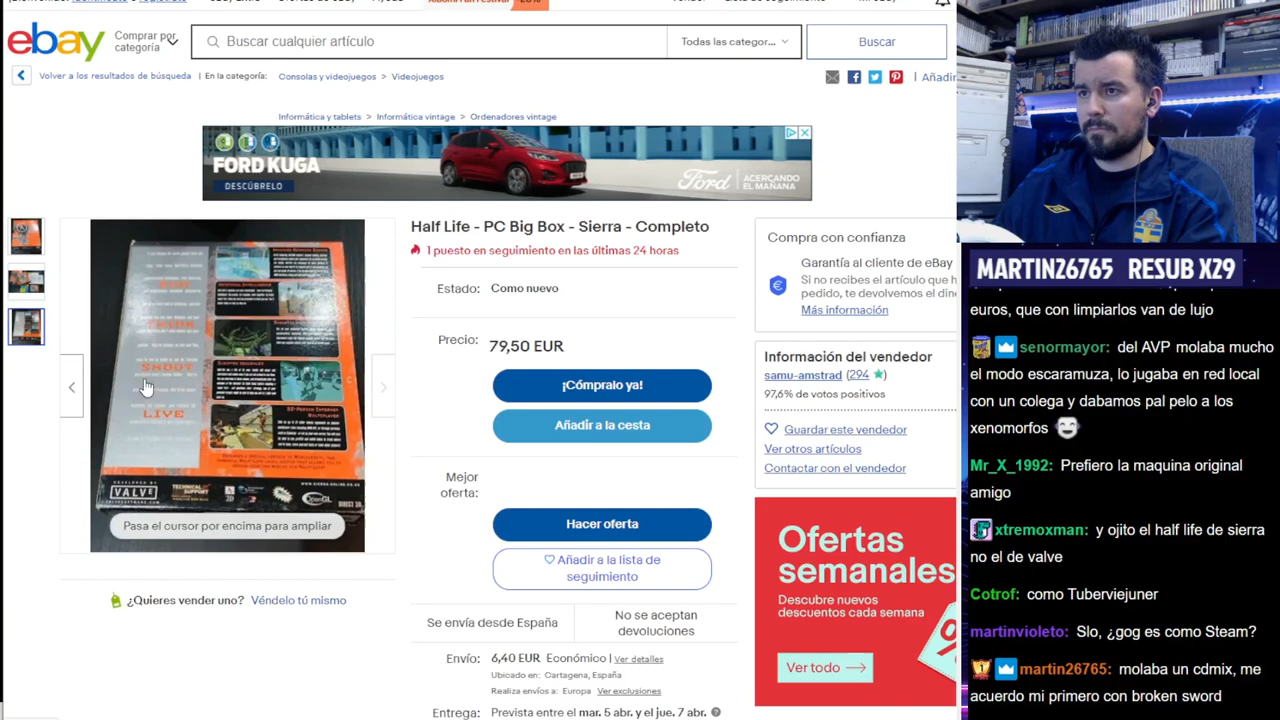 ebay
Comprar por categoría
Buscar cualquier artículo
Todas las categor...
Buscar
Volver a los resultados de búsqueda
En la categoría:
Consolas y videojuegos > Videojuegos
Añadir
Informática y tablets > Informática vintage > Ordenadores vintage
FORD KUGA
DESCÚBRELO
Ford
ACERCANDO
EL MAÑANA
SHOOT
LIVE
DEVELOPED BY
VALVE
TECHNICAL
SUPPORT
OpenGL
Pasa el cursor por encima para ampliar
¿Quieres vender uno? Véndelo tú mismo
Half Life - PC Big Box - Sierra - Completo
1 puesto en seguimiento en las últimas 24 horas
Estado: Como nuevo
Precio: 79,50 EUR
¡Cómpralo ya!
Añadir a la cesta
Mejor oferta:
Hacer oferta
Añadir a la lista de seguimiento
Se envía desde España
No se aceptan devoluciones
Envío: 6,40 EUR Económico | Ver detalles
Ubicado en: Cartagena, España
Realiza envíos a: Europa Ver exclusiones
Entrega: Prevista entre el mar. 5 abr. y el jue. 7 abr.
Compra con confianza
Garantía al cliente de eBay
Si no recibes el artículo que h
pedido, te devolvemos el dine
Más información
Información del vendedor
samu-amstrad (294)
97,6% de votos positivos
Guardar este vendedor
Ver otros artículos
Contactar con el vendedor
Ofertas
semanales
Descubre nuevos
descuentos cada semana
Ver todo
MARTIN26765 RESUB X29
euros, que con limpiarlos van de lujo
senormayor: del AVP molaba mucho
el modo escaramuza, lo jugaba en red local
con un colega y dabamos pal pelo a los
xenomorfos
Mr_X_1992: Prefiero la maquina original
amigo
xtremoxman: y ojito el half life de sierra
no el de valve
Cotrof: como Tuberviejuner
martinvioleto: Slo, ¿gog es como Steam?
martin26765: molaba un cdmix, me
acuerdo mi primero con broken sword